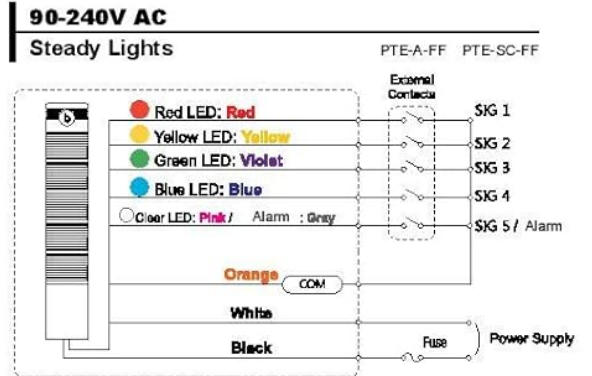 90-240V AC
Steady Lights
PTE-A-FF PTE-SC-FF
External
Contacts
Red LED: Red
SIG 1
Yellow LED: Yellow
SIG 2
Green LED: Violet
SIG 3
Blue LED: Blue
SIG 4
Clear LED: Pink / Alarm : Gray
SIG 5 / Alarm
Orange
COM
White
Black
Fuse
Power Supply